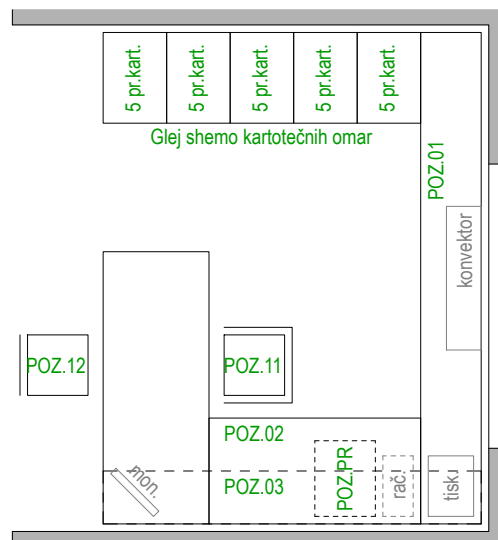 5 pr.kart.
5 pr.kart.
5 pr.kart.
5 pr.kart.
5 pr.kart.
Glej shemo kartotečnih omar
POZ.01
konvektor
POZ.12
POZ.11
POZ.02
POZ.03
POZ.PR
mon.
rač.
tisk.